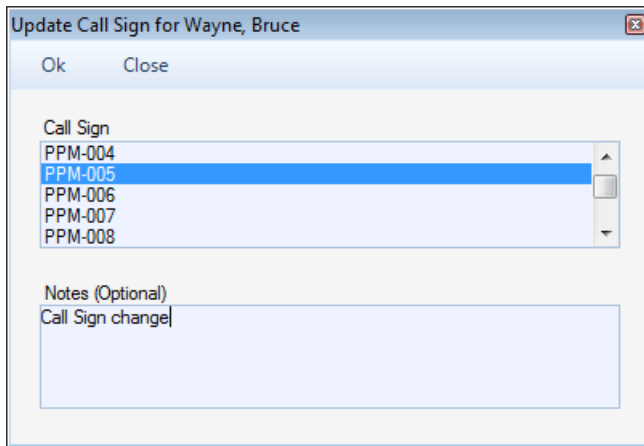 Update Call Sign for Wayne, Bruce
Ok Close
Call Sign
PPM-004
PPM-005
PPM-006
PPM-007
PPM-008
Notes (Optional)
Call Sign change